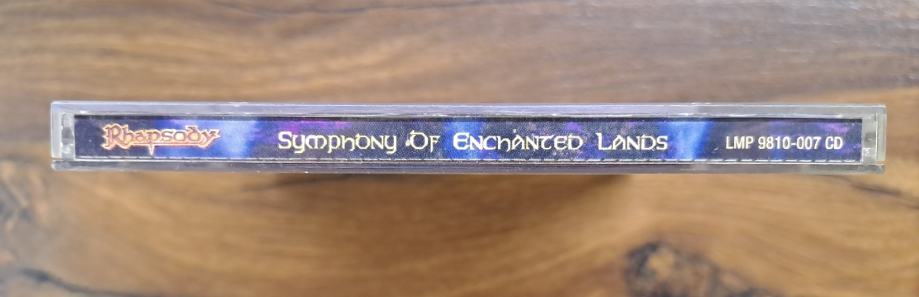 Rhapsody Symphony Of Enchanted Lands LMP 9810-007 CD